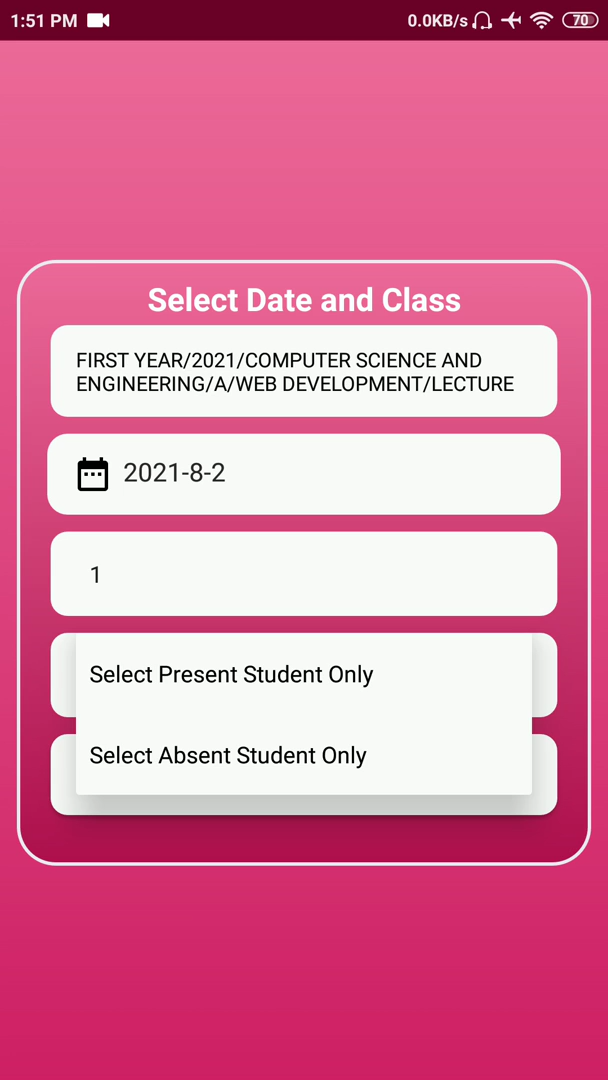 1:51 PM 0.0KB/s 70
Select Date and Class
FIRST YEAR/2021/COMPUTER SCIENCE AND
ENGINEERING/A/WEB DEVELOPMENT/LECTURE
2021-8-2
1
Select Present Student Only
Select Absent Student Only